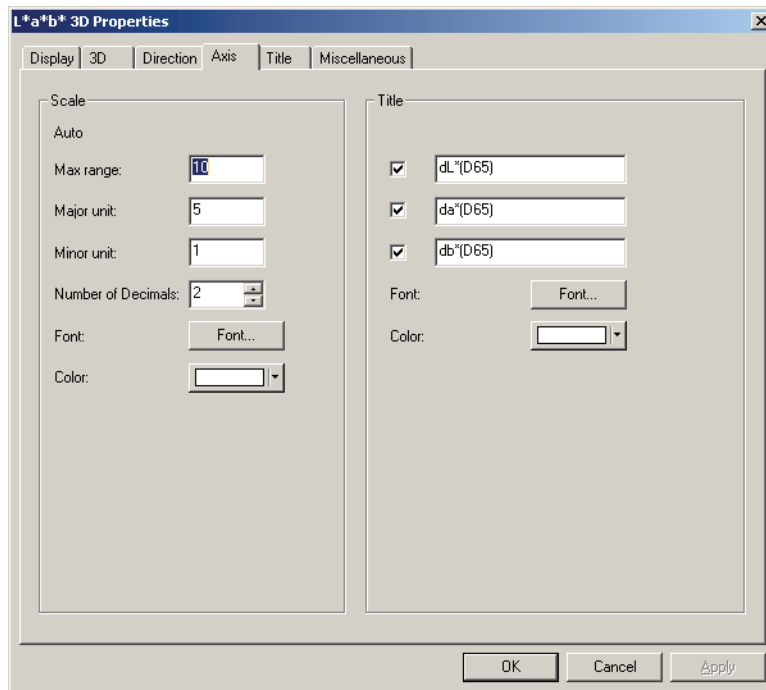 L*a*b* 3D Properties
Display 3D Direction Axis Title Miscellaneous
Scale
Auto
Max range: 10
Major unit: 5
Minor unit: 1
Number of Decimals: 2
Font: Font...
Color:
Title
dL*(D65)
da*(D65)
db*(D65)
Font: Font...
Color:
OK Cancel Apply